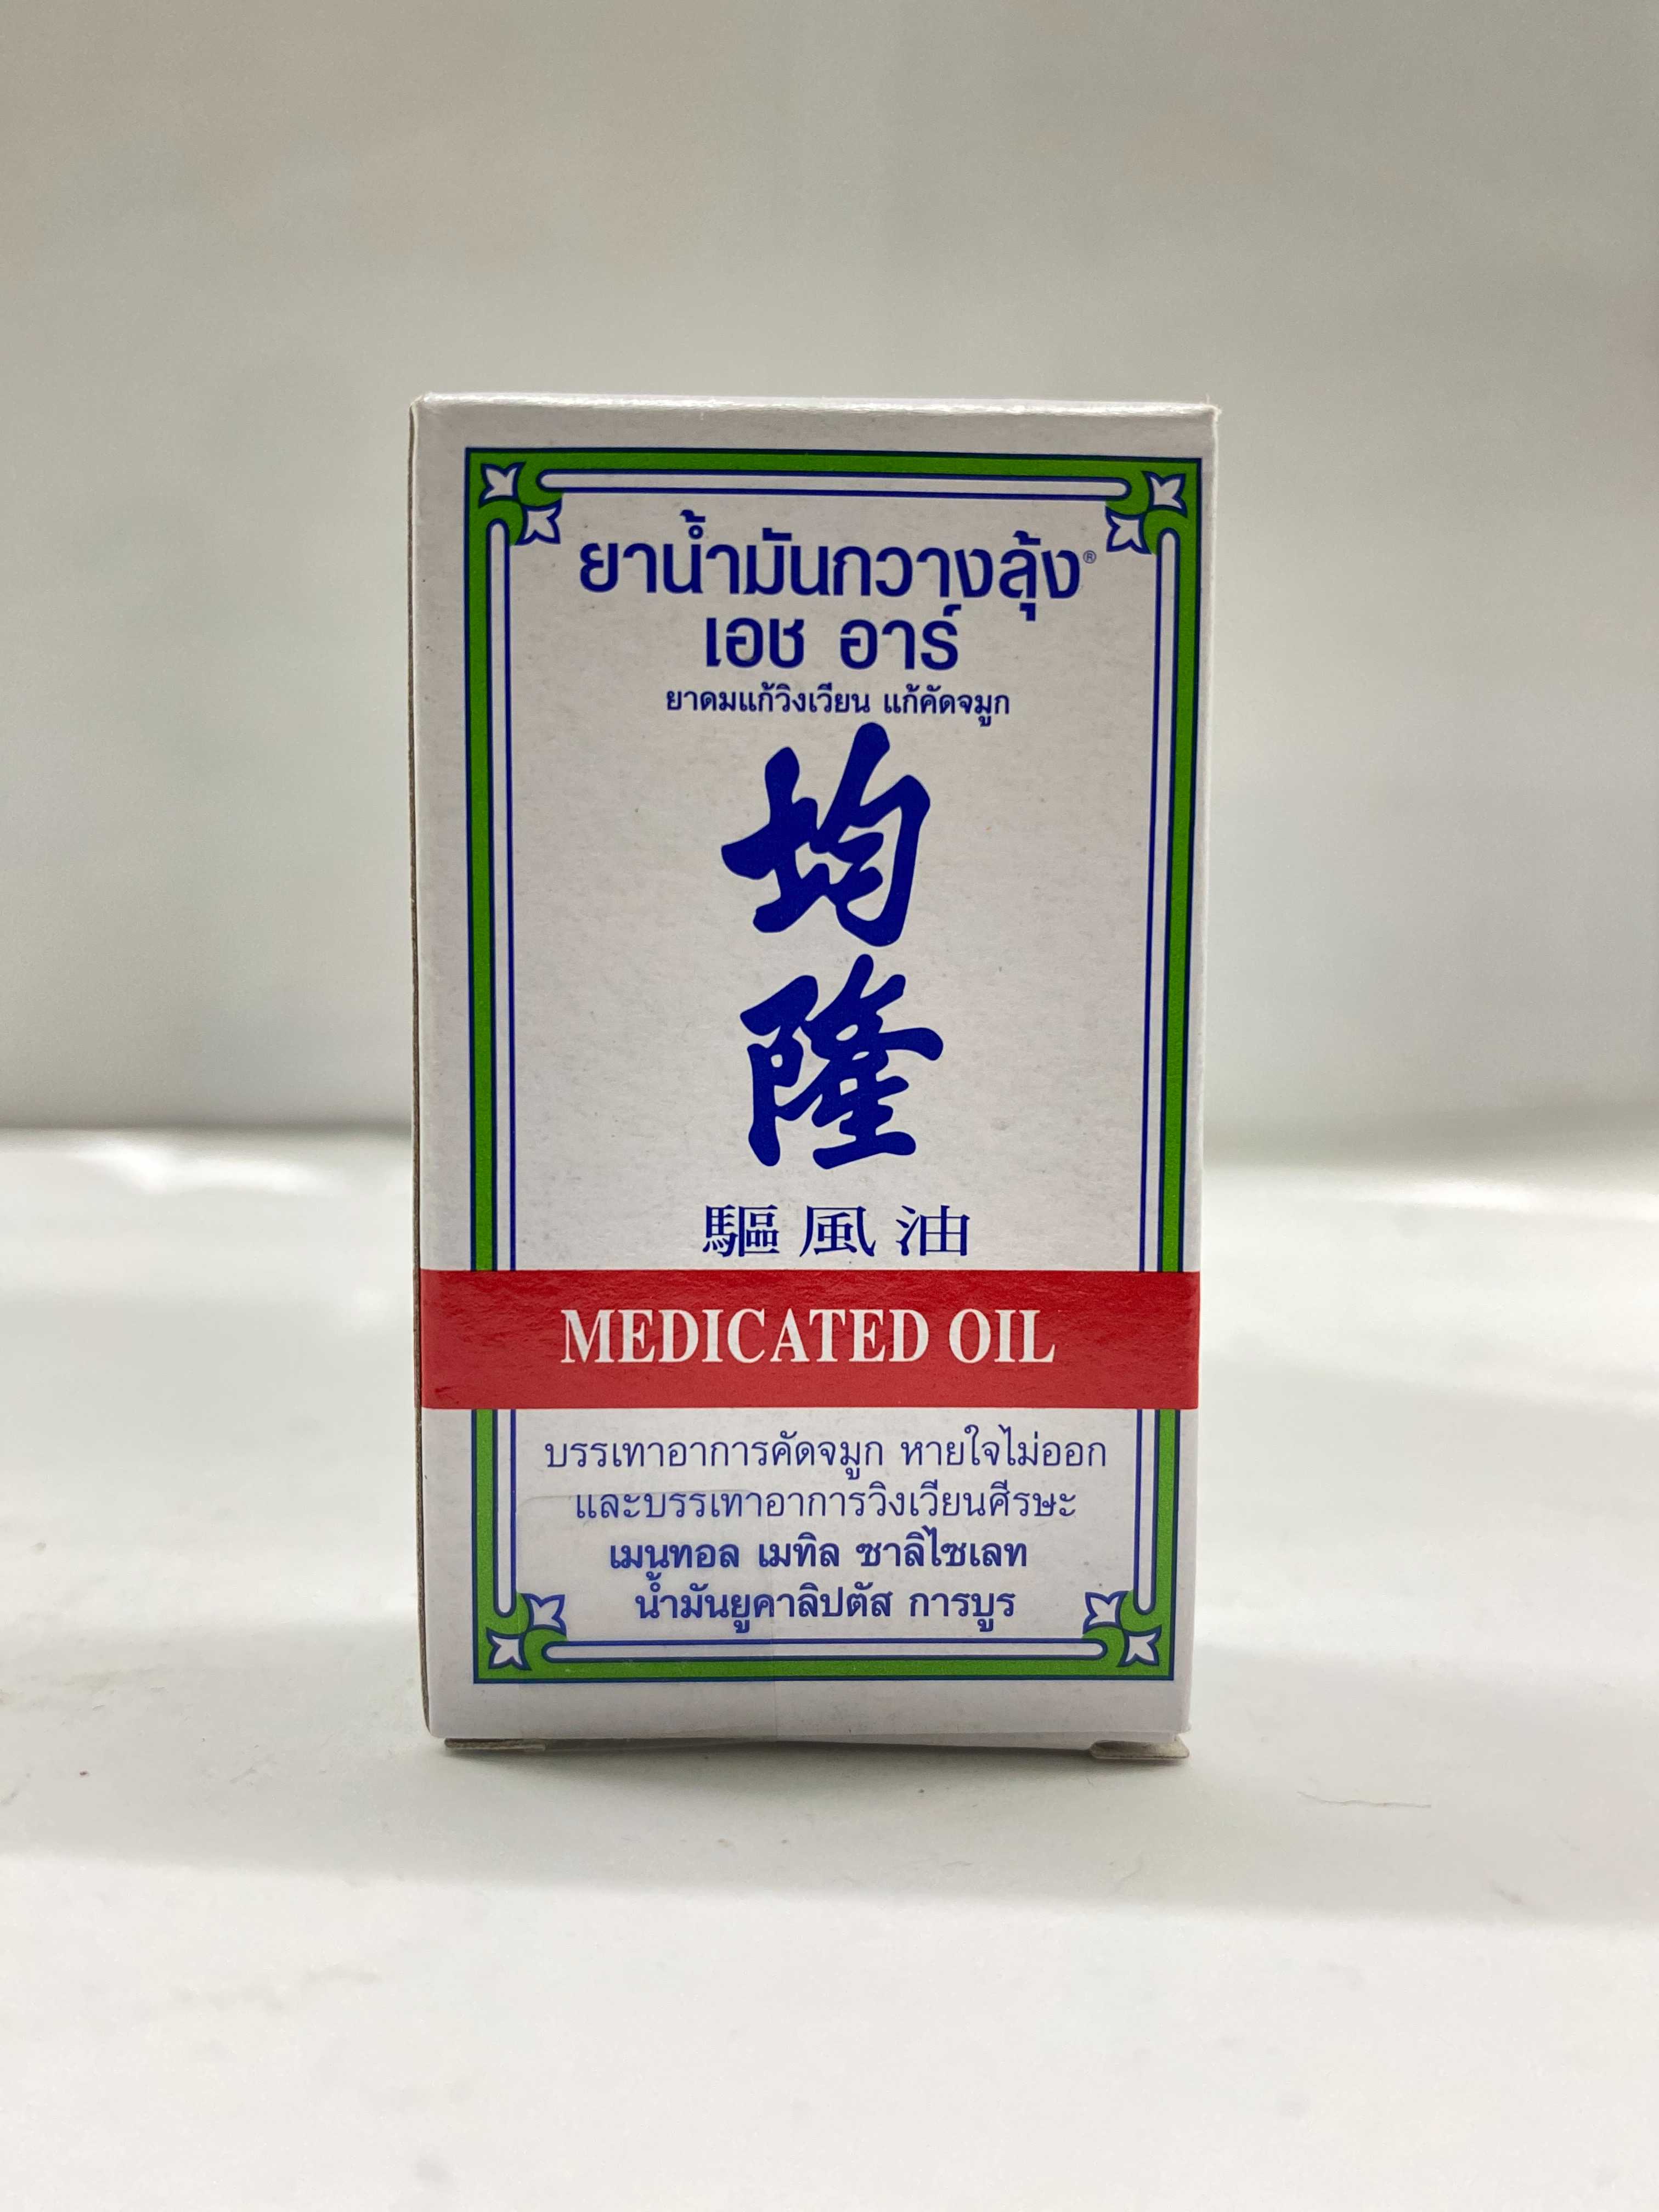 ยาน้ำมันกวางลุ้ง®
เอช อาร์
ยาดมแก้วิงเวียน แก้คัดจมูก
均
隆
驅風油
MEDICATED OIL
บรรเทาอาการคัดจมูก หายใจไม่ออก
และบรรเทาอาการวิงเวียนศีรษะ
เมนทอล เมทิล ซาลิไซเลท
น้ำมันยูคาลิปตัส การบูร